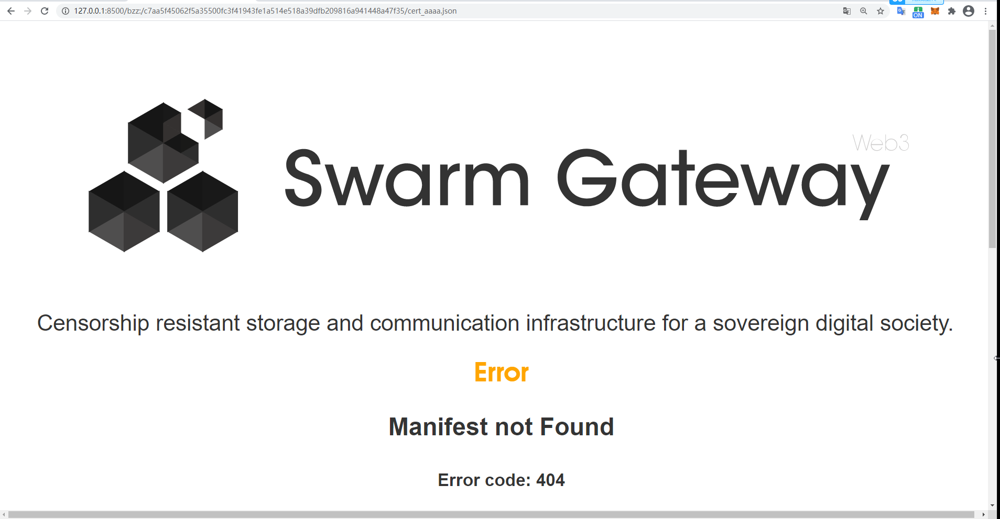 127.0.0.1:8500/bzz:/c7aa5f45062f5a35500fc3f41943fe1a514e518a39dfb209816a941448a47f35/cert_aaaa.json
ON
Web3
Swarm Gateway
Censorship resistant storage and communication infrastructure for a sovereign digital society.
Error
Manifest not Found
Error code: 404